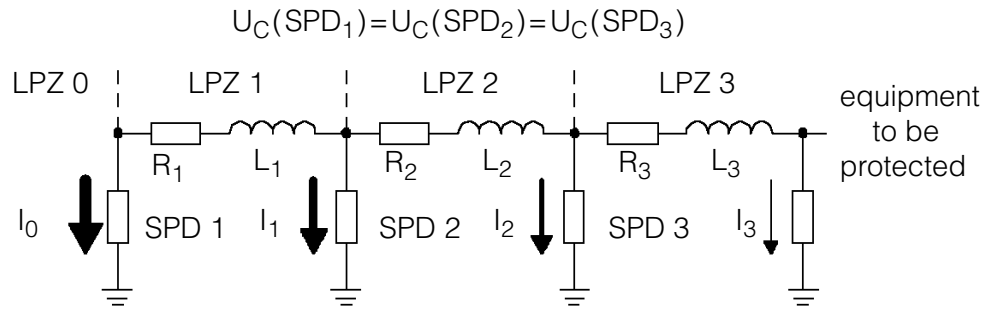 U_C(SPD_1)=U_C(SPD_2)=U_C(SPD_3)
LPZ 0 LPZ 1 LPZ 2 LPZ 3
equipment
to be
protected
R_1 L_1 R_2 L_2 R_3 L_3
I_0 SPD 1 I_1 SPD 2 I_2 SPD 3 I_3